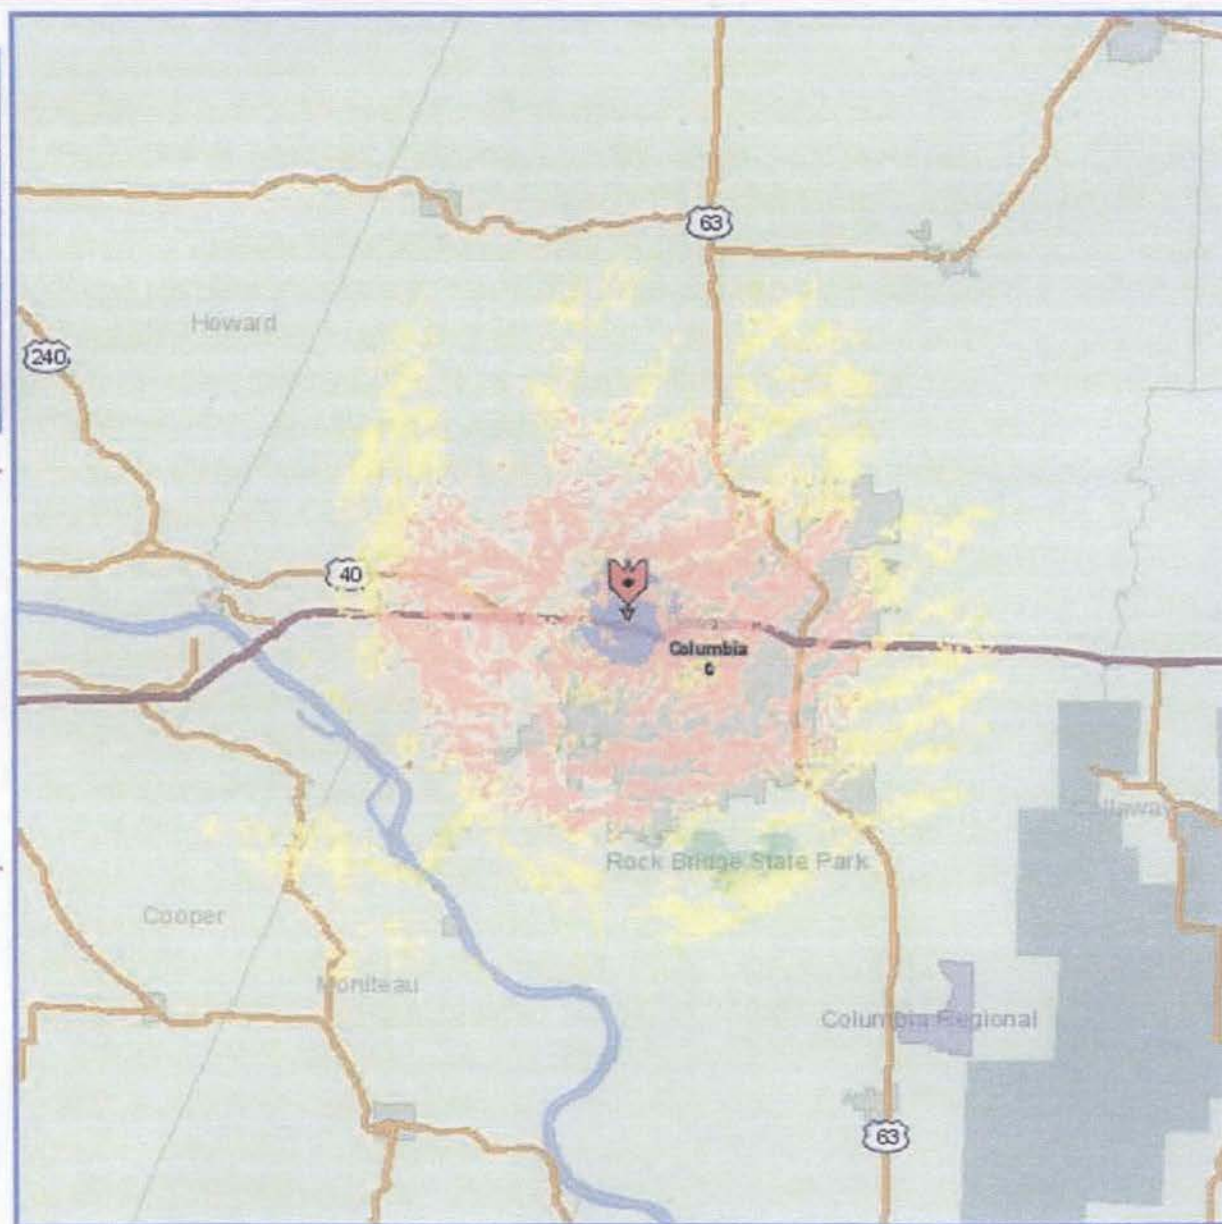 63
Howard
240
40
Columbia
Rock Bridge State Park
Cooper
Moniteau
Columbia Regional
63